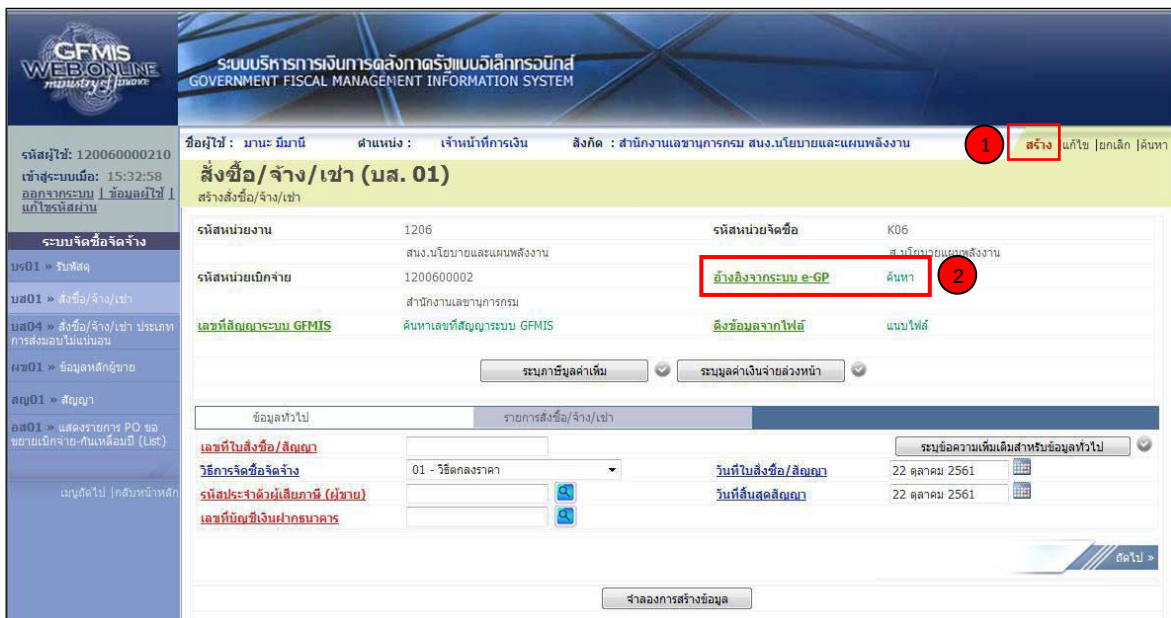 GFMIS
WEB ONLINE
ministry of finance
ระบบบริหารการเงินการคลังภาครัฐแบบอิเล็กทรอนิกส์
GOVERNMENT FISCAL MANAGEMENT INFORMATION SYSTEM
รหัสผู้ใช้: 120060000210
เข้าสู่ระบบเมื่อ: 15:32:58
ออกจากระบบ | ข้อมูลผู้ใช้ |
แก้ไขรหัสผ่าน
ระบบจัดซื้อจัดจ้าง
บร01 » รับพัสดุ
บส01 » สั่งซื้อ/จ้าง/เช่า
บส04 » สั่งซื้อ/จ้าง/เช่า ประเภท
การส่งมอบไม่แน่นอน
ผข01 » ข้อมูลหลักผู้ขาย
สญ01 » สัญญา
อส01 » แสดงรายการ PO ขอ
ขยายเบิกจ่าย-กันเหลื่อมปี (List)
เมนูถัดไป |กลับหน้าหลัก
ชื่อผู้ใช้ : มานะ มีมานี ตำแหน่ง : เจ้าหน้าที่การเงิน สังกัด : สำนักงานเลขานุการกรม สนง.นโยบายและแผนพลังงาน
1
สร้าง แก้ไข |ยกเลิก |ค้นหา
สั่งซื้อ/จ้าง/เช่า (บส. 01)
สร้างสั่งซื้อ/จ้าง/เช่า
รหัสหน่วยงาน 1206 รหัสหน่วยจัดซื้อ K06
สนง.นโยบายและแผนพลังงาน ส.นโยบายแผนพลังงาน
รหัสหน่วยเบิกจ่าย 1200600002 อ้างอิงจากระบบ e-GP ค้นหา 2
สำนักงานเลขานุการกรม
เลขที่สัญญาระบบ GFMIS ค้นหาเลขที่สัญญาระบบ GFMIS ดึงข้อมูลจากไฟล์ แนบไฟล์
ระบุภาษีมูลค่าเพิ่ม ระบุมูลค่าเงินจ่ายล่วงหน้า
ข้อมูลทั่วไป รายการสั่งซื้อ/จ้าง/เช่า
เลขที่ใบสั่งซื้อ/สัญญา ระบุข้อความเพิ่มเติมสำหรับข้อมูลทั่วไป
วิธีการจัดซื้อจัดจ้าง 01 - วิธีตกลงราคา วันที่ใบสั่งซื้อ/สัญญา 22 ตุลาคม 2561
รหัสประจำตัวผู้เสียภาษี (ผู้ขาย) วันที่สิ้นสุดสัญญา 22 ตุลาคม 2561
เลขที่บัญชีเงินฝากธนาคาร
ถัดไป »
จำลองการสร้างข้อมูล